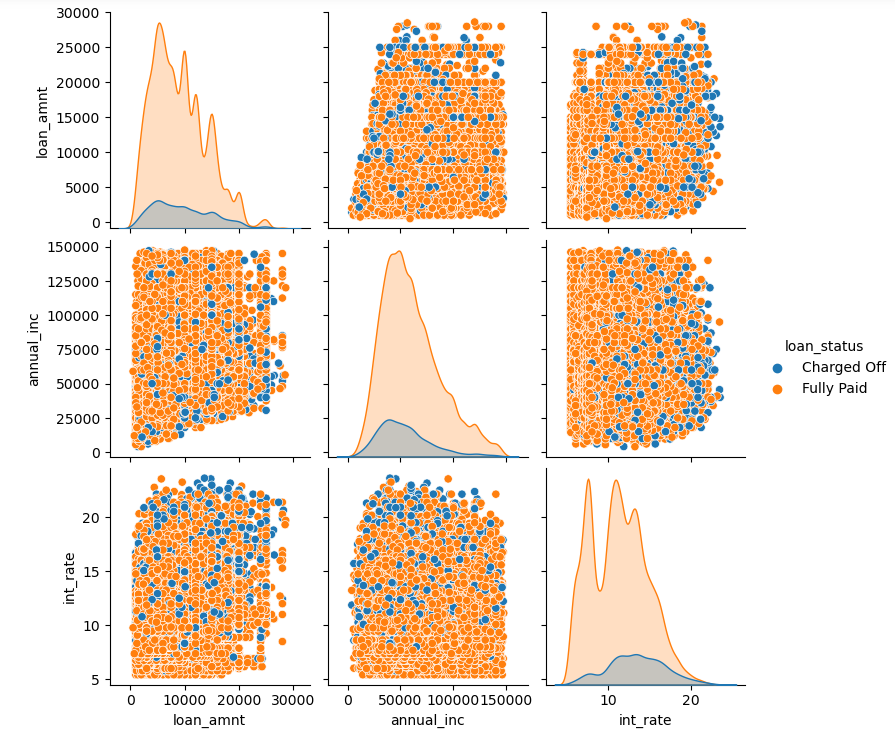 30000
25000
20000
15000
10000
5000
0
loan_amnt
150000
125000
100000
75000
50000
25000
0
annual_inc
loan_status
Charged Off
Fully Paid
20
15
10
5
int_rate
0 10000 20000 30000
loan_amnt
0 50000 100000 150000
annual_inc
10 20
int_rate